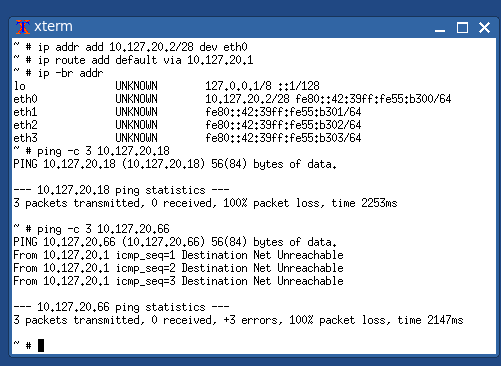 xterm
~ # ip addr add 10.127.20.2/28 dev eth0
~ # ip route add default via 10.127.20.1
~ # ip -br addr
lo               UNKNOWN        127.0.0.1/8 ::1/128
eth0             UNKNOWN        10.127.20.2/28 fe80::42:39ff:fe55:b300/64
eth1             UNKNOWN        fe80::42:39ff:fe55:b301/64
eth2             UNKNOWN        fe80::42:39ff:fe55:b302/64
eth3             UNKNOWN        fe80::42:39ff:fe55:b303/64
~ # ping -c 3 10.127.20.18
PING 10.127.20.18 (10.127.20.18) 56(84) bytes of data.

--- 10.127.20.18 ping statistics ---
3 packets transmitted, 0 received, 100% packet loss, time 2253ms

~ # ping -c 3 10.127.20.66
PING 10.127.20.66 (10.127.20.66) 56(84) bytes of data.
From 10.127.20.1 icmp_seq=1 Destination Net Unreachable
From 10.127.20.1 icmp_seq=2 Destination Net Unreachable
From 10.127.20.1 icmp_seq=3 Destination Net Unreachable

--- 10.127.20.66 ping statistics ---
3 packets transmitted, 0 received, +3 errors, 100% packet loss, time 2147ms

~ #